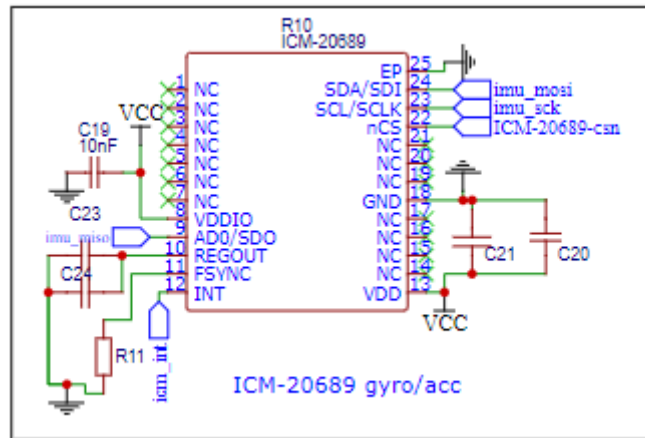 R10
ICM-20689
1 NC
2 NC
3 NC
4 NC
5 NC
6 NC
7 NC
8 VDDIO
9 AD0/SDO
10 REGOUT
11 FSYNC
12 INT
EP 25
SDA/SDI 24
SCL/SCLK 23
nCS 22
NC 21
NC 20
NC 19
GND 18
NC 17
NC 16
NC 15
NC 14
VDD 13
imu_mosi
imu_sck
ICM-20689-csn
VCC
C19
10nF
C23
imu_miso
C24
R11
icm_int
C21
C20
VCC
ICM-20689 gyro/acc